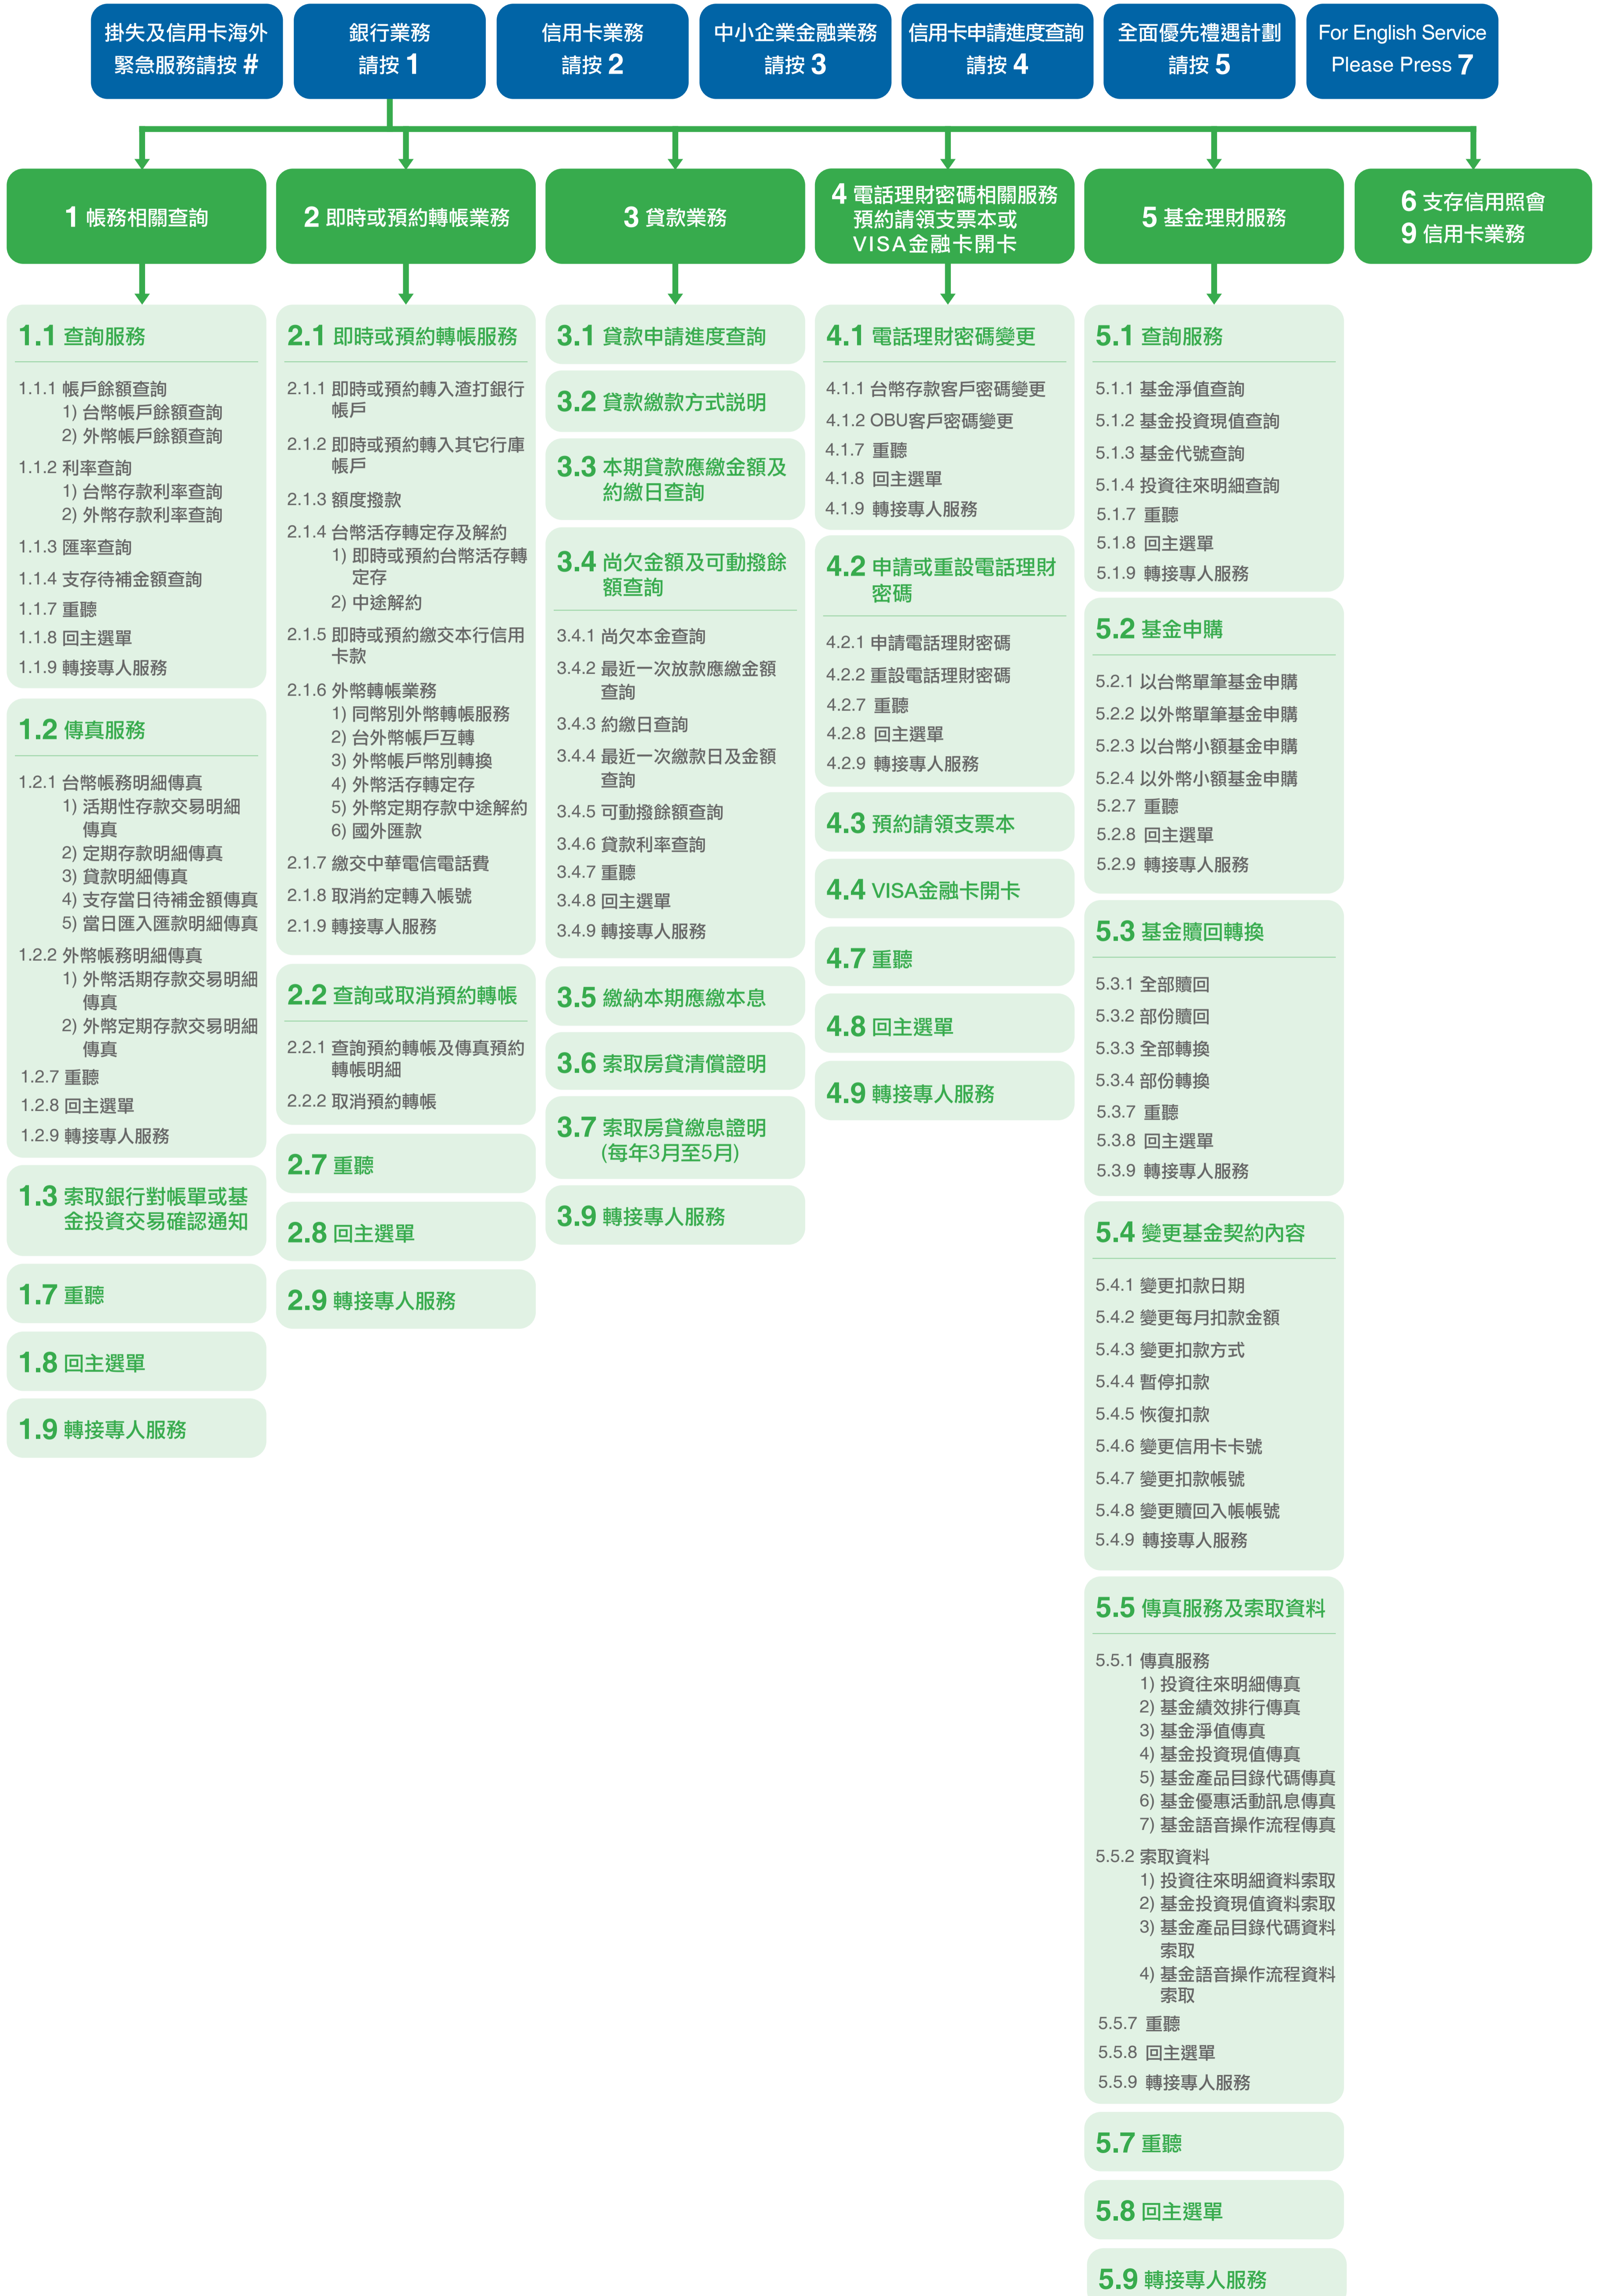 掛失及信用卡海外
緊急服務請按 #
銀行業務
請按 1
信用卡業務
請按 2
中小企業金融業務
請按 3
信用卡申請進度查詢
請按 4
全面優先禮遇計劃
請按 5
For English Service
Please Press 7
1 帳務相關查詢
2 即時或預約轉帳業務
3 貸款業務
4 電話理財密碼相關服務
預約請領支票本或
VISA金融卡開卡
5 基金理財服務
6 支存信用照會
9 信用卡業務
1.1 查詢服務
1.1.1 帳戶餘額查詢
1) 台幣帳戶餘額查詢
2) 外幣帳戶餘額查詢
1.1.2 利率查詢
1) 台幣存款利率查詢
2) 外幣存款利率查詢
1.1.3 匯率查詢
1.1.4 支存待補金額查詢
1.1.7 重聽
1.1.8 回主選單
1.1.9 轉接專人服務
1.2 傳真服務
1.2.1 台幣帳務明細傳真
1) 活期性存款交易明細
傳真
2) 定期存款明細傳真
3) 貸款明細傳真
4) 支存當日待補金額傳真
5) 當日匯入匯款明細傳真
1.2.2 外幣帳務明細傳真
1) 外幣活期存款交易明細
傳真
2) 外幣定期存款交易明細
傳真
1.2.7 重聽
1.2.8 回主選單
1.2.9 轉接專人服務
1.3 索取銀行對帳單或基
金投資交易確認通知
1.7 重聽
1.8 回主選單
1.9 轉接專人服務
2.1 即時或預約轉帳服務
2.1.1 即時或預約轉入渣打銀行
帳戶
2.1.2 即時或預約轉入其它行庫
帳戶
2.1.3 額度撥款
2.1.4 台幣活存轉定存及解約
1) 即時或預約台幣活存轉
定存
2) 中途解約
2.1.5 即時或預約繳交本行信用
卡款
2.1.6 外幣轉帳業務
1) 同幣別外幣轉帳服務
2) 台外幣帳戶互轉
3) 外幣帳戶幣別轉換
4) 外幣活存轉定存
5) 外幣定期存款中途解約
6) 國外匯款
2.1.7 繳交中華電信電話費
2.1.8 取消約定轉入帳號
2.1.9 轉接專人服務
2.2 查詢或取消預約轉帳
2.2.1 查詢預約轉帳及傳真預約
轉帳明細
2.2.2 取消預約轉帳
2.7 重聽
2.8 回主選單
2.9 轉接專人服務
3.1 貸款申請進度查詢
3.2 貸款繳款方式説明
3.3 本期貸款應繳金額及
約繳日查詢
3.4 尚欠金額及可動撥餘
額查詢
3.4.1 尚欠本金查詢
3.4.2 最近一次放款應繳金額
查詢
3.4.3 約繳日查詢
3.4.4 最近一次繳款日及金額
查詢
3.4.5 可動撥餘額查詢
3.4.6 貸款利率查詢
3.4.7 重聽
3.4.8 回主選單
3.4.9 轉接專人服務
3.5 繳納本期應繳本息
3.6 索取房貸清償證明
3.7 索取房貸繳息證明
(每年3月至5月)
3.9 轉接專人服務
4.1 電話理財密碼變更
4.1.1 台幣存款客戶密碼變更
4.1.2 OBU客戶密碼變更
4.1.7 重聽
4.1.8 回主選單
4.1.9 轉接專人服務
4.2 申請或重設電話理財
密碼
4.2.1 申請電話理財密碼
4.2.2 重設電話理財密碼
4.2.7 重聽
4.2.8 回主選單
4.2.9 轉接專人服務
4.3 預約請領支票本
4.4 VISA金融卡開卡
4.7 重聽
4.8 回主選單
4.9 轉接專人服務
5.1 查詢服務
5.1.1 基金淨值查詢
5.1.2 基金投資現值查詢
5.1.3 基金代號查詢
5.1.4 投資往來明細查詢
5.1.7 重聽
5.1.8 回主選單
5.1.9 轉接專人服務
5.2 基金申購
5.2.1 以台幣單筆基金申購
5.2.2 以外幣單筆基金申購
5.2.3 以台幣小額基金申購
5.2.4 以外幣小額基金申購
5.2.7 重聽
5.2.8 回主選單
5.2.9 轉接專人服務
5.3 基金贖回轉換
5.3.1 全部贖回
5.3.2 部份贖回
5.3.3 全部轉換
5.3.4 部份轉換
5.3.7 重聽
5.3.8 回主選單
5.3.9 轉接專人服務
5.4 變更基金契約內容
5.4.1 變更扣款日期
5.4.2 變更每月扣款金額
5.4.3 變更扣款方式
5.4.4 暫停扣款
5.4.5 恢復扣款
5.4.6 變更信用卡卡號
5.4.7 變更扣款帳號
5.4.8 變更贖回入帳帳號
5.4.9 轉接專人服務
5.5 傳真服務及索取資料
5.5.1 傳真服務
1) 投資往來明細傳真
2) 基金績效排行傳真
3) 基金淨值傳真
4) 基金投資現值傳真
5) 基金產品目錄代碼傳真
6) 基金優惠活動訊息傳真
7) 基金語音操作流程傳真
5.5.2 索取資料
1) 投資往來明細資料索取
2) 基金投資現值資料索取
3) 基金產品目錄代碼資料
索取
4) 基金語音操作流程資料
索取
5.5.7 重聽
5.5.8 回主選單
5.5.9 轉接專人服務
5.7 重聽
5.8 回主選單
5.9 轉接專人服務